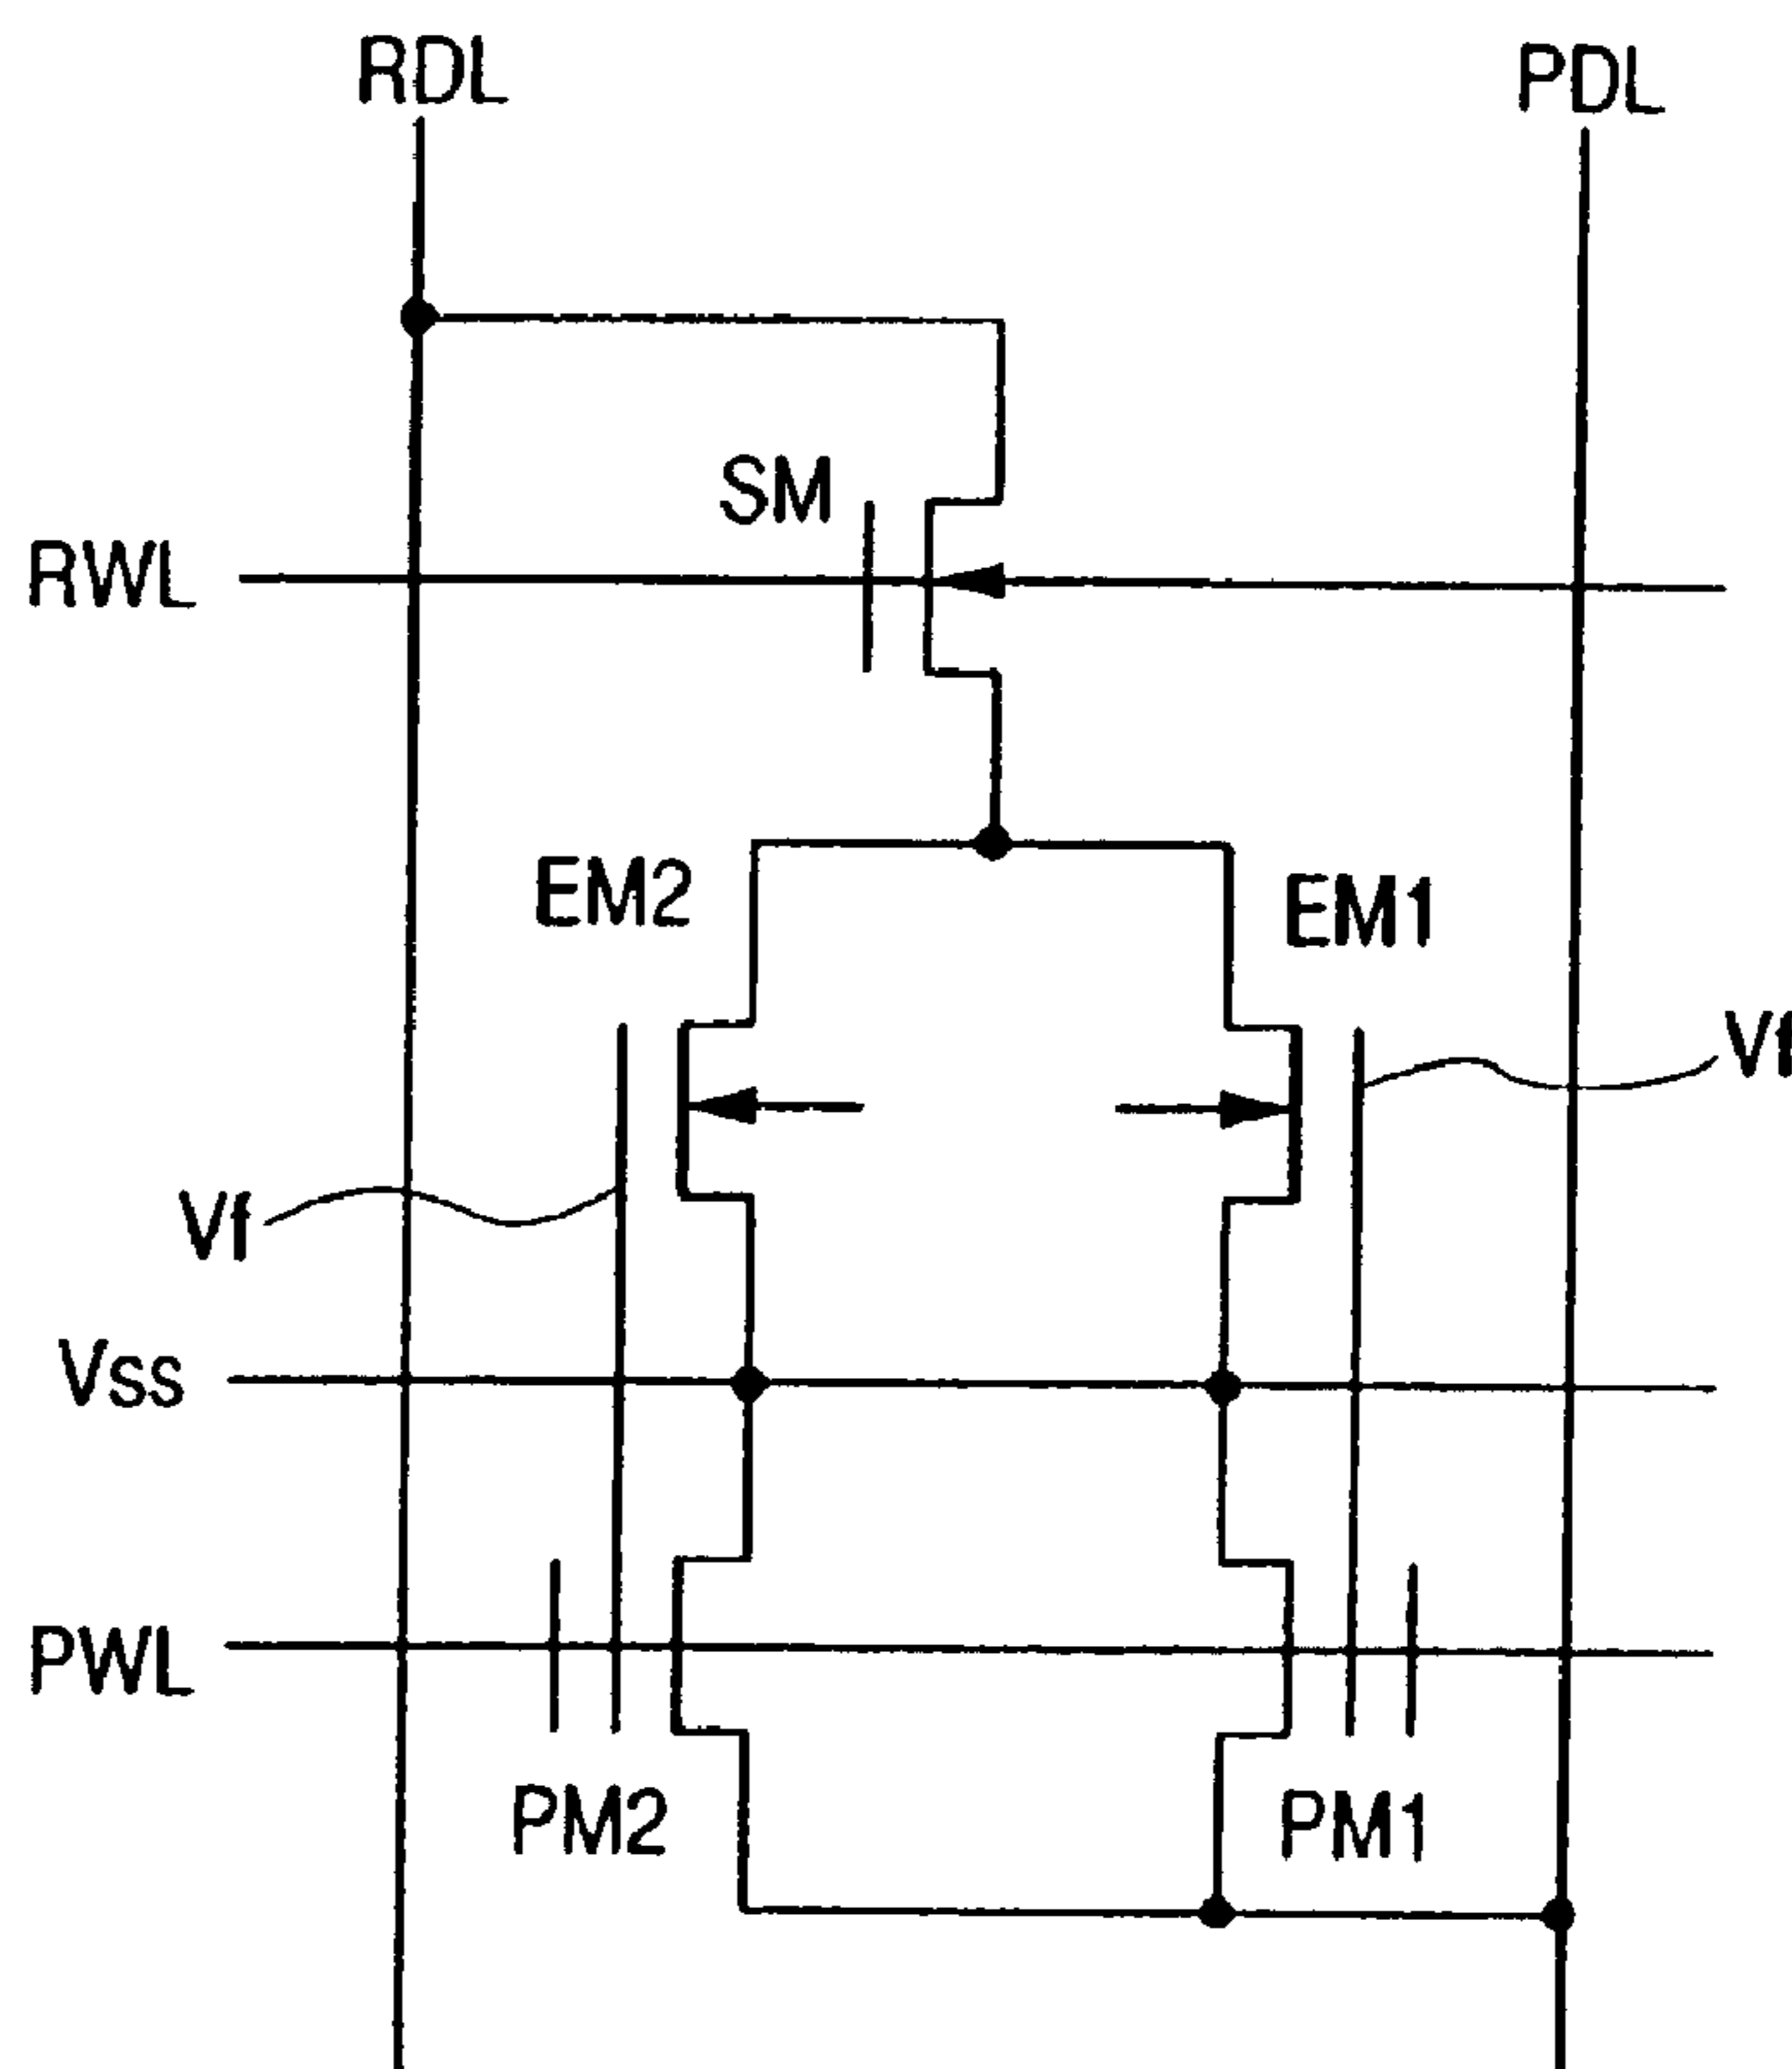 RDL
PDL
SM
RWL
EM2
EM1
Vf
Vf
Vss
PWL
PM2
PM1